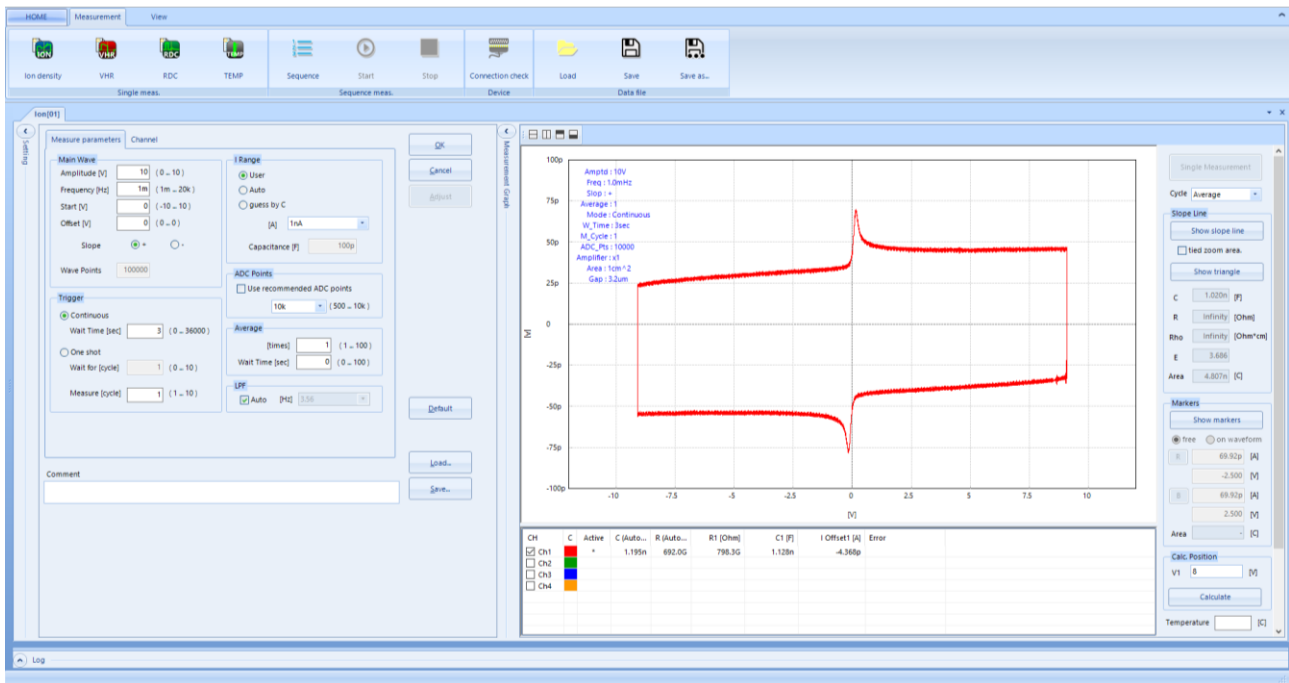 HOME Measurement View
Ion density VHR RDC TEMP Sequence Start Stop Connection check Load Save Save as...
Single meas. Sequence meas. Device Data file
Ion[01]
Setting
Measure parameters Channel
Main Wave
Amplitude [V] 10 ( 0 .. 10 )
Frequency [Hz] 1m ( 1m .. 20k )
Start [V] 0 ( -10 .. 10 )
Offset [V] 0 ( 0 .. 0 )
Slope + -
Wave Points 100000
Trigger
Continuous
Wait Time [sec] 3 ( 0 .. 36000 )
One shot
Wait for [cycle] 1 ( 0 .. 10 )
Measure [cycle] 1 ( 1 .. 10 )
I Range
User
Auto
guess by C
[A] 1nA
Capacitance [F] 100p
ADC Points
Use recommended ADC points
10k ( 500 .. 10k )
Average
[times] 1 ( 1 .. 100 )
Wait Time [sec] 0 ( 0 .. 100 )
LPF
Auto [Hz] 3.56
OK
Cancel
Adjust
Default
Load...
Save...
Comment
Measurement Graph
100p
75p
50p
25p
0
-25p
-50p
-75p
-100p
[V]
Amptd : 10V
Freq : 1.0mHz
Slop : +
Average : 1
Mode : Continuous
W_Time : 3sec
M_Cycle : 1
ADC_Pts : 10000
Amplifier : x1
Area : 1cm^2
Gap : 3.2um
-10 -7.5 -5 -2.5 0 2.5 5 7.5 10
[V]
CH C Active C (Auto... R (Auto... R1 [Ohm] C1 [F] I Offset1 [A] Error
Ch1 * 1.195n 692.0G 798.3G 1.128n -4.368p
Ch2
Ch3
Ch4
Single Measurement
Cycle Average
Slope Line
Show slope line
tied zoom area.
Show triangle
C 1.020n [F]
R Infinity [Ohm]
Rho Infinity [Ohm*cm]
E 3.686
Area 4.807n [C]
Markers
Show markers
free on waveform
R 69.92p [A]
-2.500 [V]
R 69.92p [A]
2.500 [V]
Area - [C]
Calc. Position
V1 8 [V]
Calculate
Temperature [C]
Log